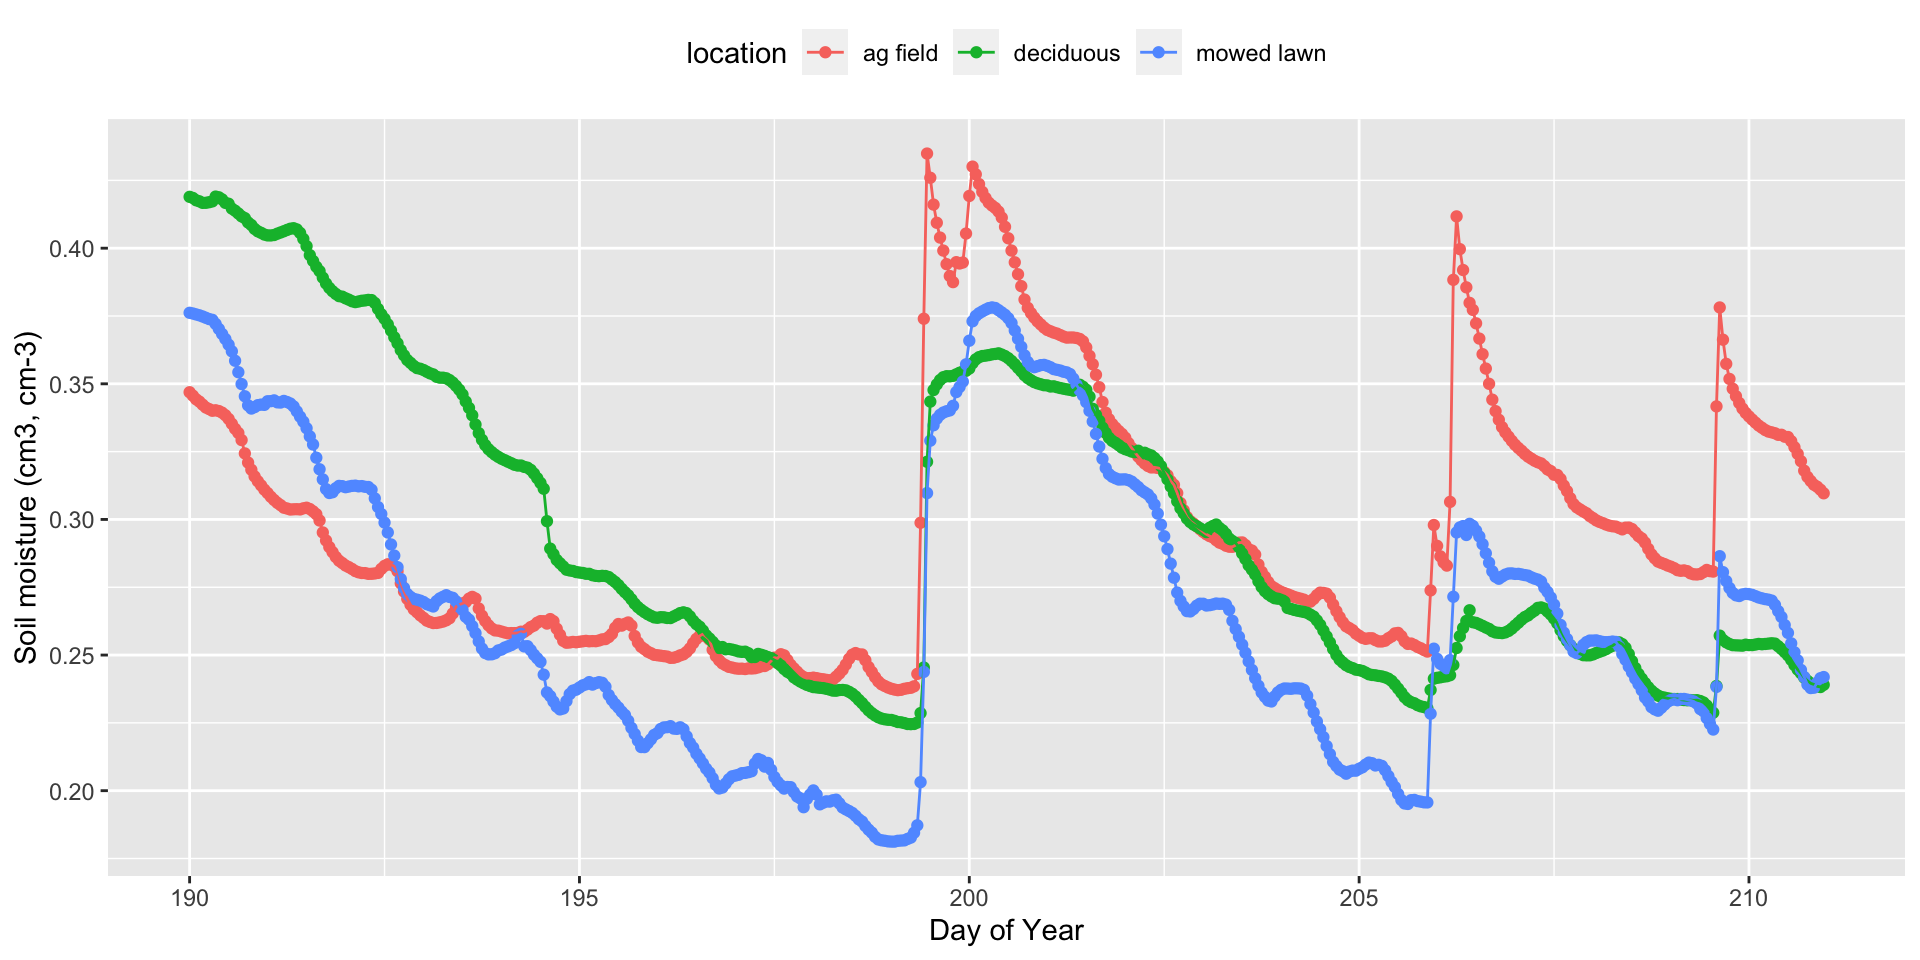 location ag field deciduous mowed lawn
Soil moisture (cm3, cm-3)
0.40
0.35
0.30
0.25
0.20
190 195 200 205 210
Day of Year